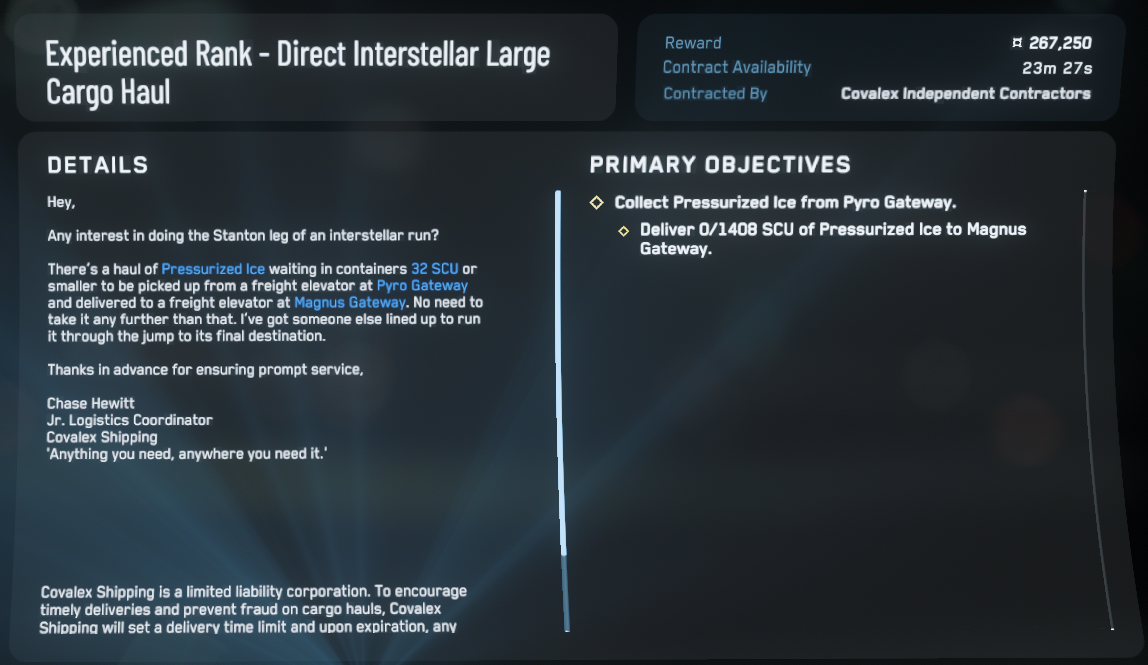 Experienced Rank - Direct Interstellar Large
Cargo Haul
Reward ¤ 267,250
Contract Availability 23m 27s
Contracted By Covalex Independent Contractors
DETAILS
Hey,
Any interest in doing the Stanton leg of an interstellar run?
There's a haul of Pressurized Ice waiting in containers 32 SCU or
smaller to be picked up from a freight elevator at Pyro Gateway
and delivered to a freight elevator at Magnus Gateway. No need to
take it any further than that. I've got someone else lined up to run
it through the jump to its final destination.
Thanks in advance for ensuring prompt service,
Chase Hewitt
Jr. Logistics Coordinator
Covalex Shipping
'Anything you need, anywhere you need it.'
Covalex Shipping is a limited liability corporation. To encourage
timely deliveries and prevent fraud on cargo hauls, Covalex
Shipping will set a delivery time limit and upon expiration, any
PRIMARY OBJECTIVES
Collect Pressurized Ice from Pyro Gateway.
Deliver 0/1408 SCU of Pressurized Ice to Magnus
Gateway.